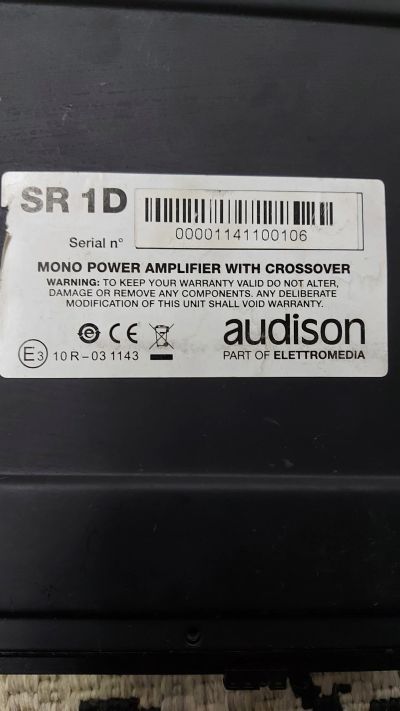 SR 1D
Serial n°
00001141100106
MONO POWER AMPLIFIER WITH CROSSOVER
WARNING: TO KEEP YOUR WARRANTY VALID DO NOT ALTER,
DAMAGE OR REMOVE ANY COMPONENTS. ANY DELIBERATE
MODIFICATION OF THIS UNIT SHALL VOID WARRANTY.
e CE
E3 10 R – 03 1143
audison
PART OF ELETTROMEDIA